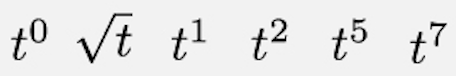 t⁰ √t t¹ t² t⁵ t⁷